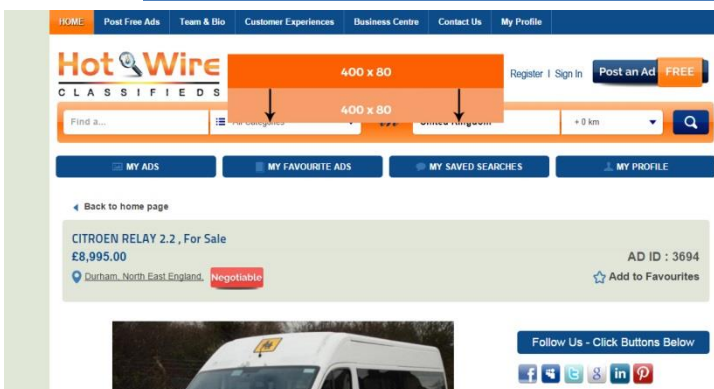 HOME Post Free Ads Team & Bio Customer Experiences Business Centre Contact Us My Profile
Hot Wire
CLASSIFIEDS
400 x 80
400 x 80
Register | Sign In
Post an Ad FREE
Find a...
All Categories
United Kingdom
+ 0 km
MY ADS
MY FAVOURITE ADS
MY SAVED SEARCHES
MY PROFILE
Back to home page
CITROEN RELAY 2.2 , For Sale
£8,995.00
AD ID : 3694
Durham, North East England, Negotiable
Add to Favourites
Follow Us - Click Buttons Below